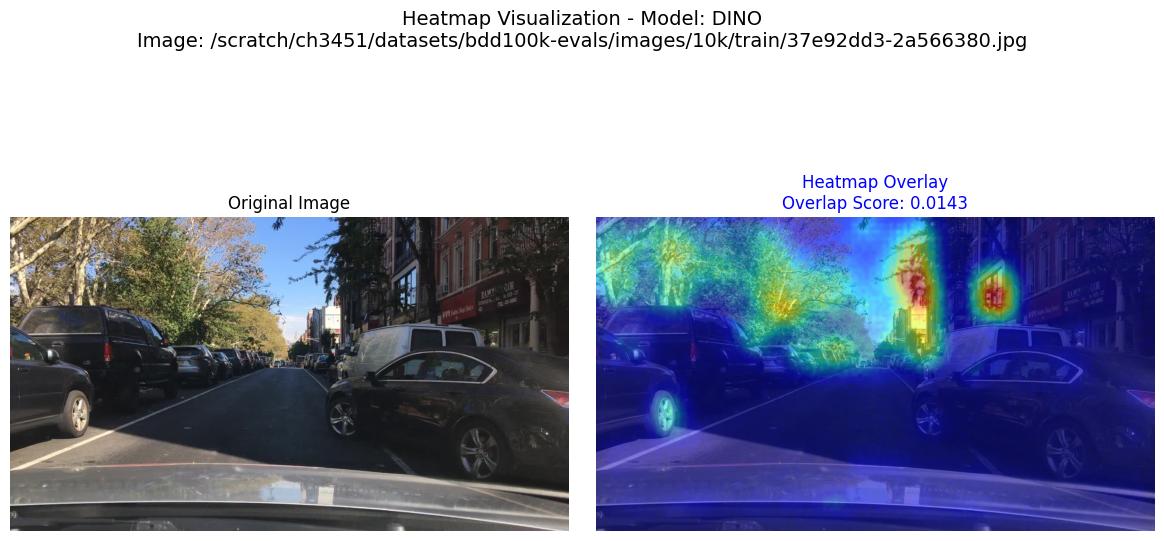 Heatmap Visualization - Model: DINO
Image: /scratch/ch3451/datasets/bdd100k-evals/images/10k/train/37e92dd3-2a566380.jpg
Original Image
Heatmap Overlay
Overlap Score: 0.0143